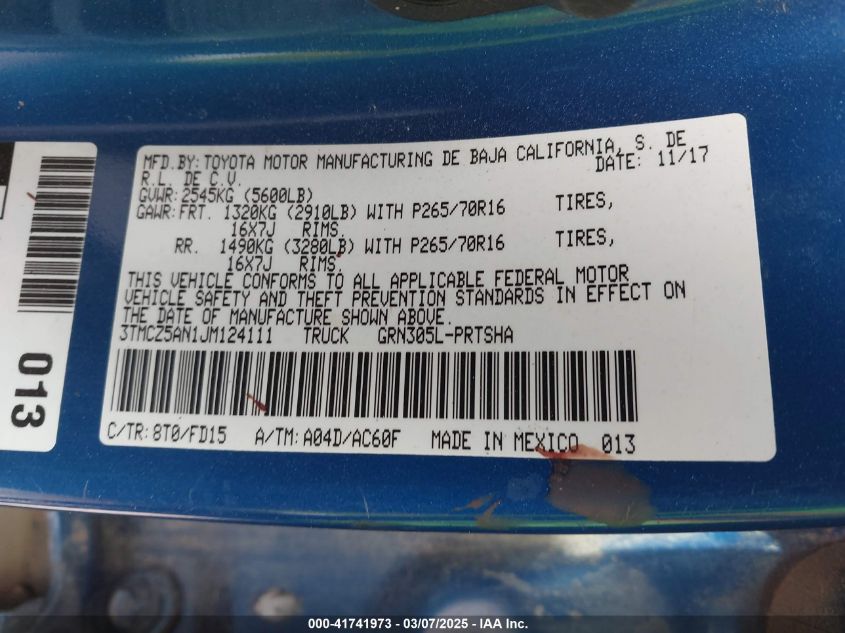 MFD.BY: TOYOTA MOTOR MANUFACTURING DE BAJA CALIFORNIA, S. DE
R.L. DE C.V. DATE: 11/17
GVWR: 2545KG (5600LB)
GAWR: FRT. 1320KG (2910LB) WITH P265/70R16 TIRES,
16X7J RIMS.
RR. 1490KG (3280LB) WITH P265/70R16 TIRES,
16X7J RIMS.
THIS VEHICLE CONFORMS TO ALL APPLICABLE FEDERAL MOTOR
VEHICLE SAFETY AND THEFT PREVENTION STANDARDS IN EFFECT ON
THE DATE OF MANUFACTURE SHOWN ABOVE.
3TMCZ5AN1JM124111 TRUCK GRN305L-PRTSHA
C/TR: 8T0/FD15 A/TM: A04D/AC60F MADE IN MEXICO 013
013
000-41741973 - 03/07/2025 - IAA Inc.